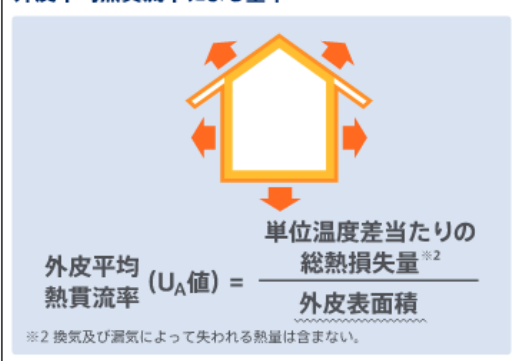 単位温度差当たりの
総熱損失量※2
外皮平均
熱貫流率(UA値)=
外皮表面積
※2 換気及び漏気によって失われる熱量は含まない。